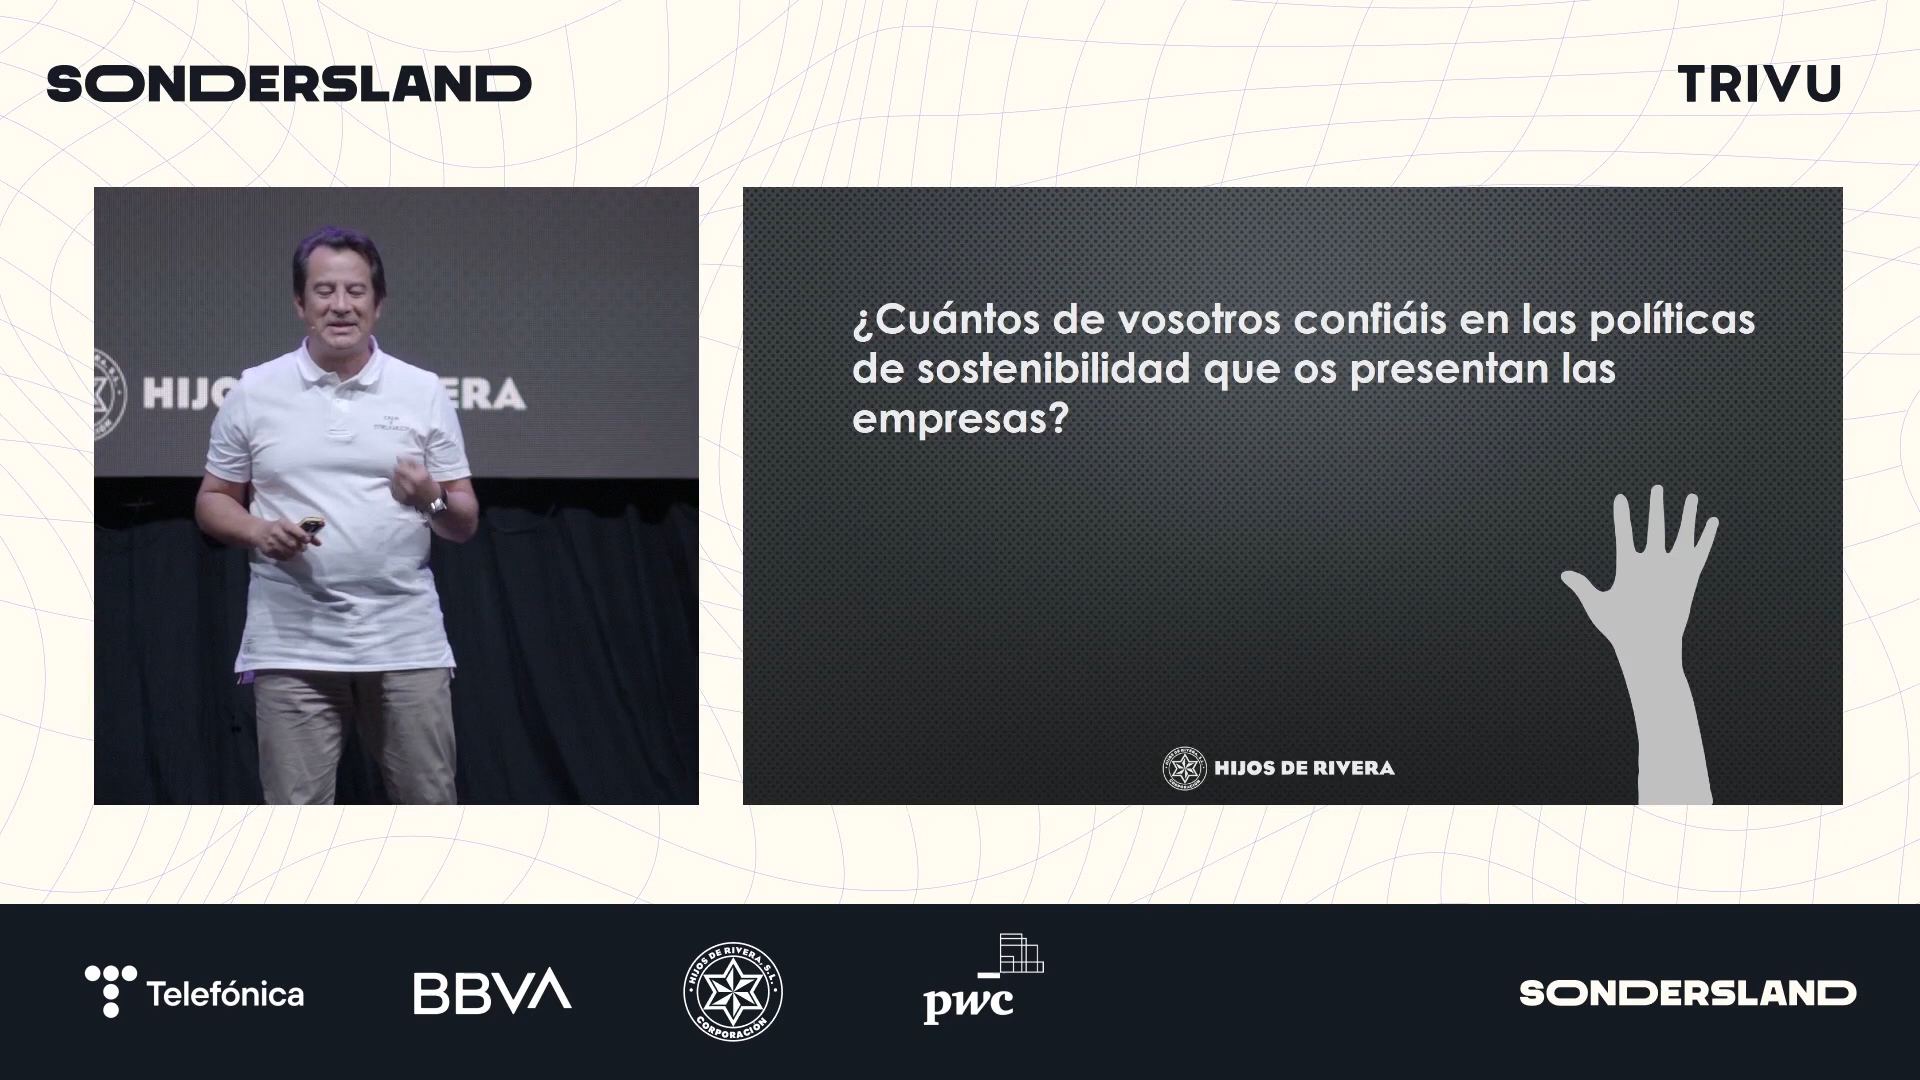 SONDERSLAND
TRIVU
HIJOS DE RIVERA
¿Cuántos de vosotros confiáis en las políticas
de sostenibilidad que os presentan las
empresas?
HIJOS DE RIVERA
Telefónica
BBVA
HIJOS DE RIVERA, S.L.
CORPORACIÓN
pwc
SONDERSLAND